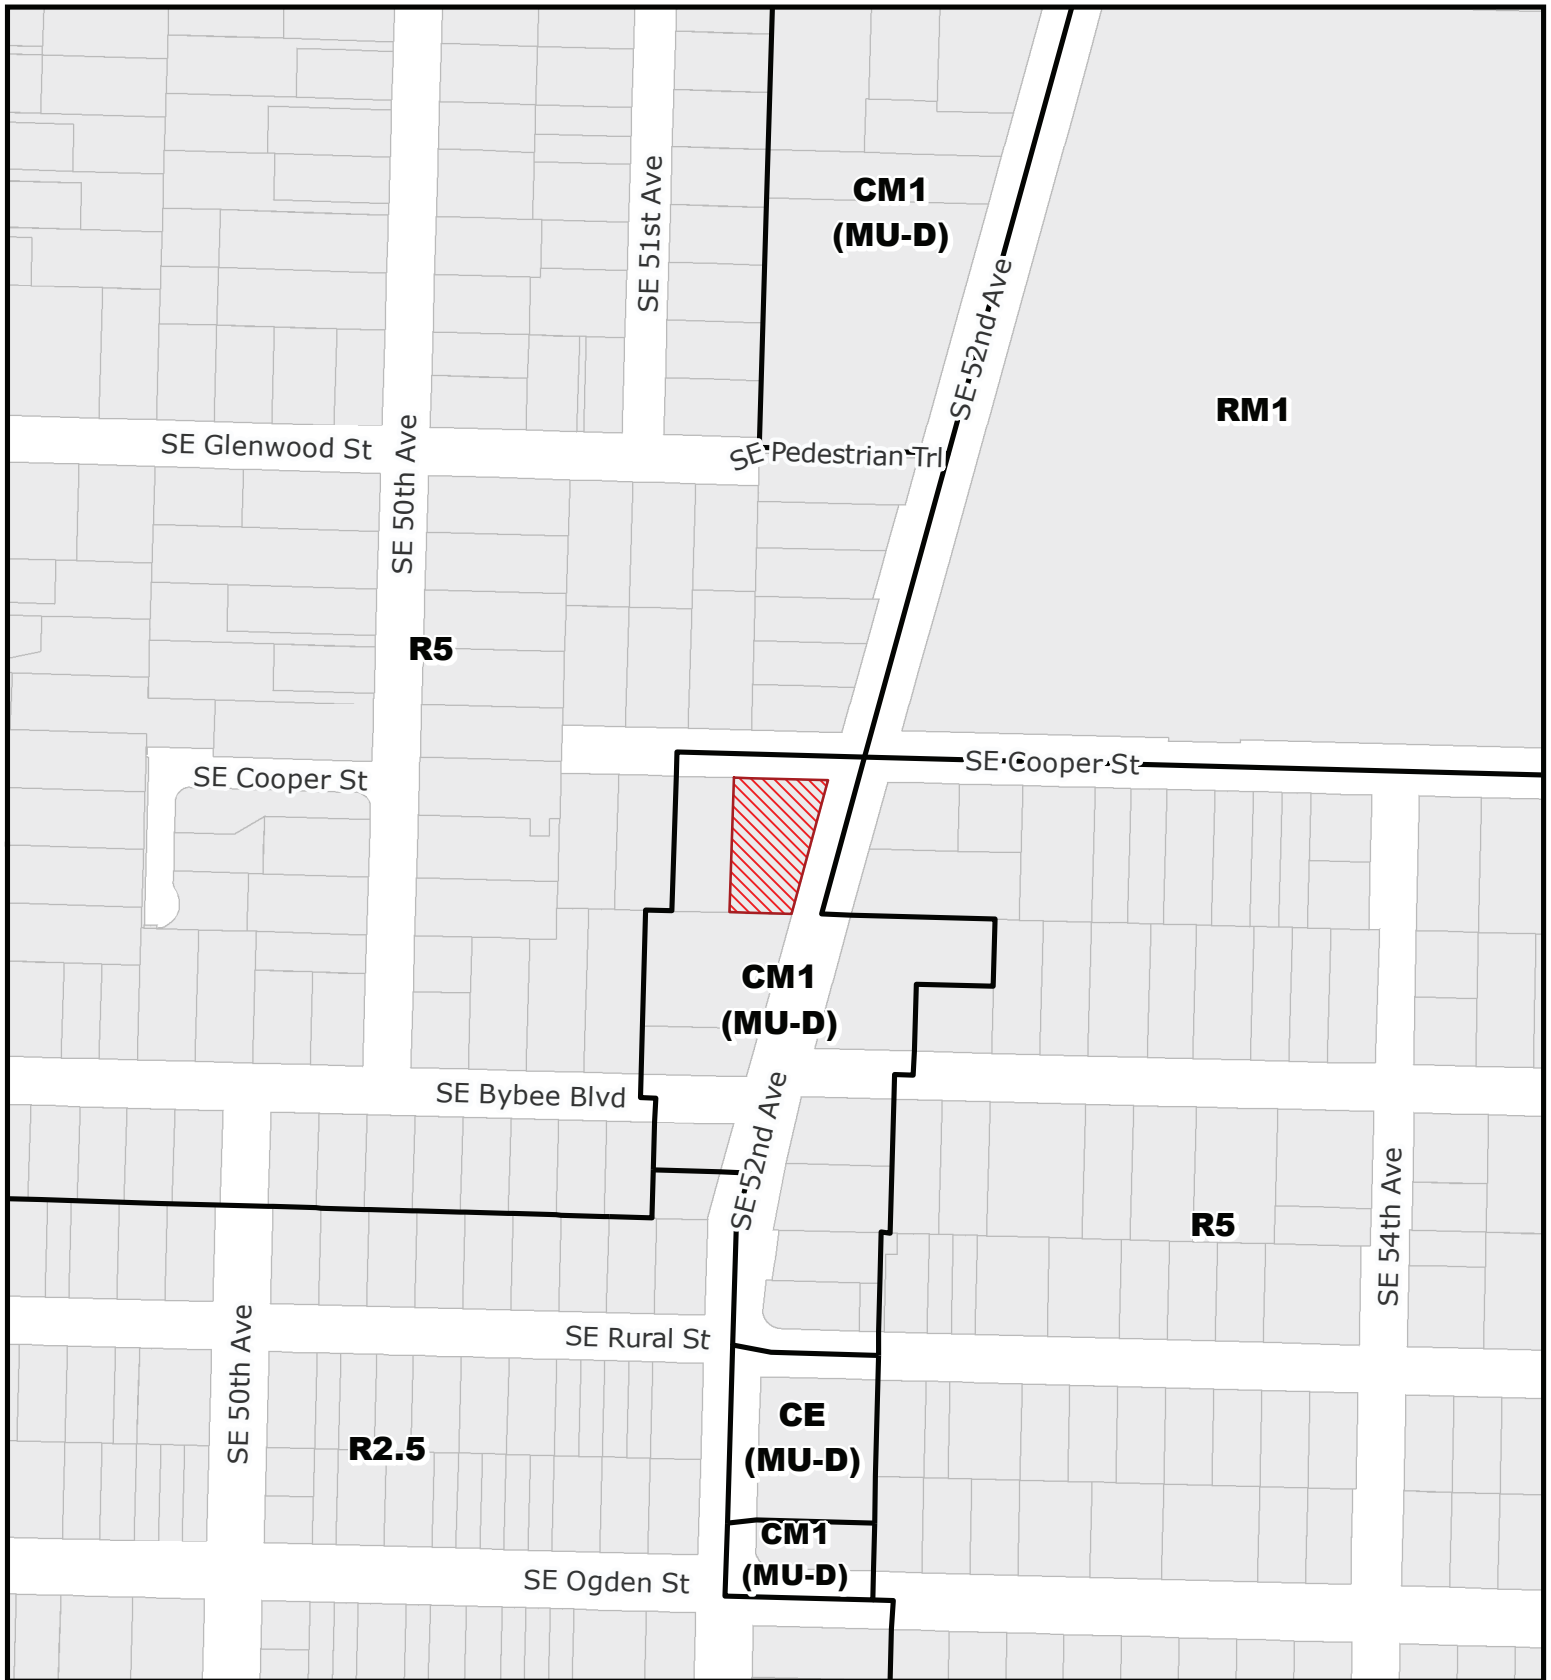 SE 51st Ave
CM1
(MU-D)
SE 52nd Ave
RM1
SE Glenwood St
SE 50th Ave
SE Pedestrian Trl
R5
SE Cooper St
SE Cooper St
CM1
(MU-D)
SE Bybee Blvd
SE 52nd Ave
R5
SE 54th Ave
SE Rural St
SE 50th Ave
CE
(MU-D)
R2.5
CM1
(MU-D)
SE Ogden St